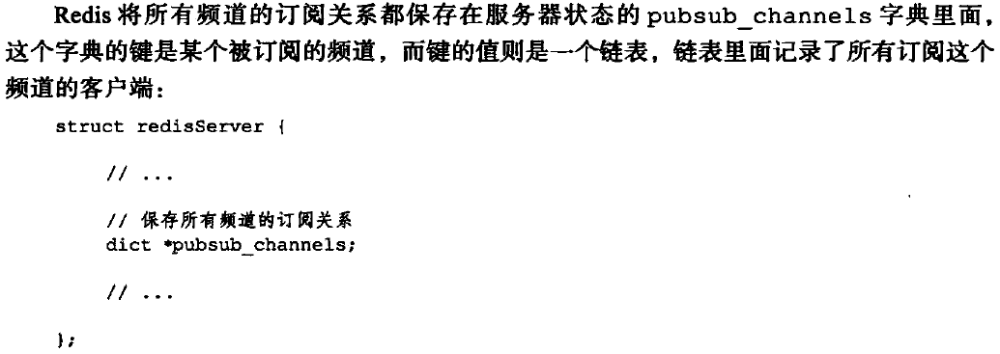 Redis 将所有频道的订阅关系都保存在服务器状态的 pubsub_channels 字典里面，
这个字典的键是某个被订阅的频道，而键的值则是一个链表，链表里面记录了所有订阅这个
频道的客户端：
struct redisServer {
// ...
// 保存所有频道的订阅关系
dict *pubsub_channels;
// ...
};